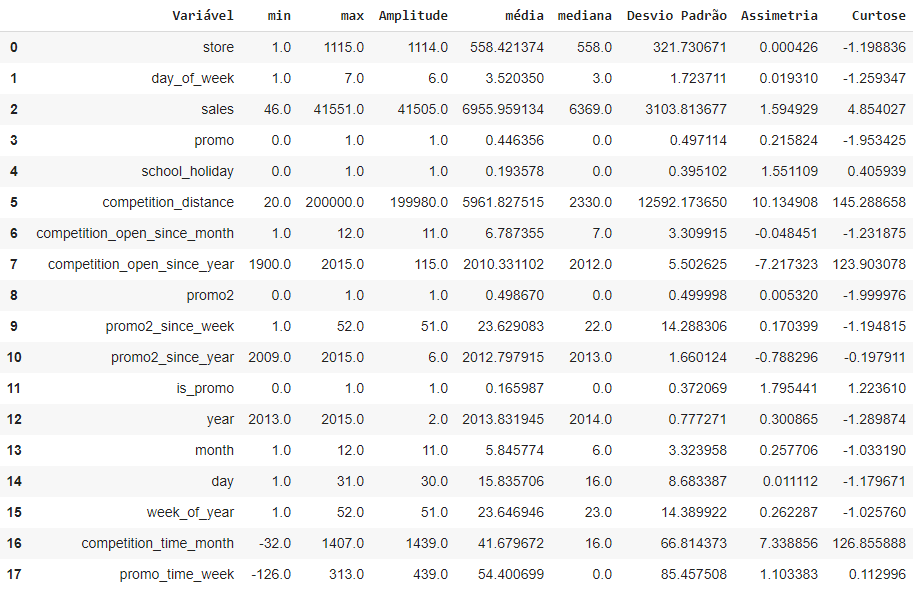 Variável min max Amplitude média mediana Desvio Padrão Assimetria Curtose
0 store 1.0 1115.0 1114.0 558.421374 558.0 321.730671 0.000426 -1.198836
1 day_of_week 1.0 7.0 6.0 3.520350 3.0 1.723711 0.019310 -1.259347
2 sales 46.0 41551.0 41505.0 6955.959134 6369.0 3103.813677 1.594929 4.854027
3 promo 0.0 1.0 1.0 0.446356 0.0 0.497114 0.215824 -1.953425
4 school_holiday 0.0 1.0 1.0 0.193578 0.0 0.395102 1.551109 0.405939
5 competition_distance 20.0 200000.0 199980.0 5961.827515 2330.0 12592.173650 10.134908 145.288658
6 competition_open_since_month 1.0 12.0 11.0 6.787355 7.0 3.309915 -0.048451 -1.231875
7 competition_open_since_year 1900.0 2015.0 115.0 2010.331102 2012.0 5.502625 -7.217323 123.903078
8 promo2 0.0 1.0 1.0 0.498670 0.0 0.499998 0.005320 -1.999976
9 promo2_since_week 1.0 52.0 51.0 23.629083 22.0 14.288306 0.170399 -1.194815
10 promo2_since_year 2009.0 2015.0 6.0 2012.797915 2013.0 1.660124 -0.788296 -0.197911
11 is_promo 0.0 1.0 1.0 0.165987 0.0 0.372069 1.795441 1.223610
12 year 2013.0 2015.0 2.0 2013.831945 2014.0 0.777271 0.300865 -1.289874
13 month 1.0 12.0 11.0 5.845774 6.0 3.323958 0.257706 -1.033190
14 day 1.0 31.0 30.0 15.835706 16.0 8.683387 0.011112 -1.179671
15 week_of_year 1.0 52.0 51.0 23.646946 23.0 14.389922 0.262287 -1.025760
16 competition_time_month -32.0 1407.0 1439.0 41.679672 16.0 66.814373 7.338856 126.855888
17 promo_time_week -126.0 313.0 439.0 54.400699 0.0 85.457508 1.103383 0.112996